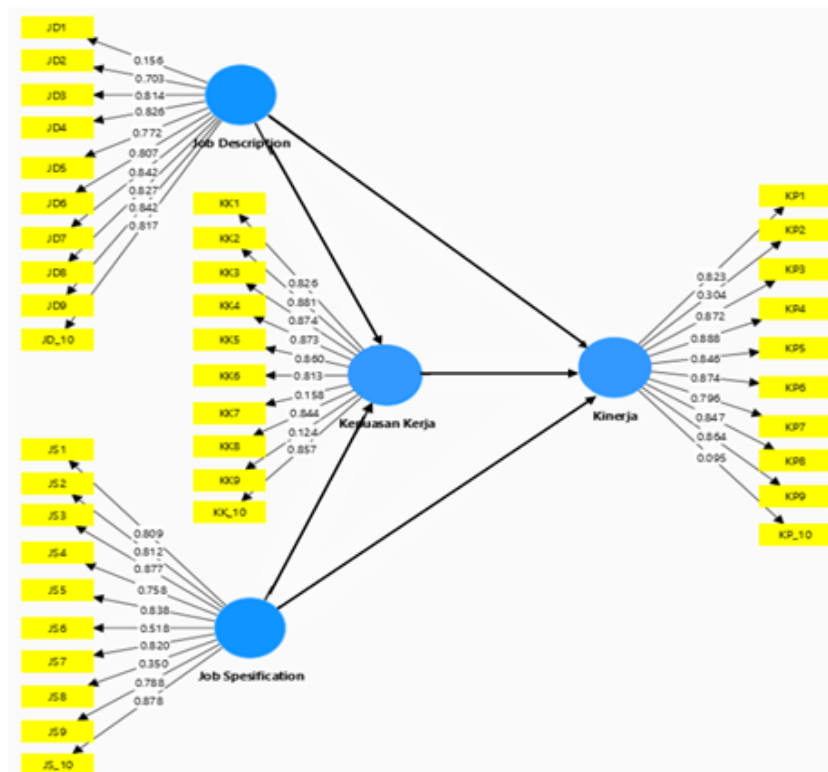 JD1
JD2
JD3
JD4
JD5
JD6
JD7
JD8
JD9
JD_10
0.156
0.703
0.814
0.826
0.772
0.807
0.842
0.827
0.842
0.817
Job Description
KK1
KK2
KK3
KK4
KK5
KK6
KK7
KK8
KK9
KK_10
0.826
0.881
0.874
0.873
0.860
0.813
0.158
0.844
0.124
0.857
Kepuasan Kerja
KP1
KP2
KP3
KP4
KP5
KP6
KP7
KP8
KP9
KP_10
0.823
0.304
0.872
0.888
0.846
0.874
0.796
0.847
0.864
0.095
Kinerja
JS1
JS2
JS3
JS4
JS5
JS6
JS7
JS8
JS9
JS_10
0.809
0.812
0.877
0.758
0.838
0.518
0.820
0.350
0.788
0.878
Job Spesification